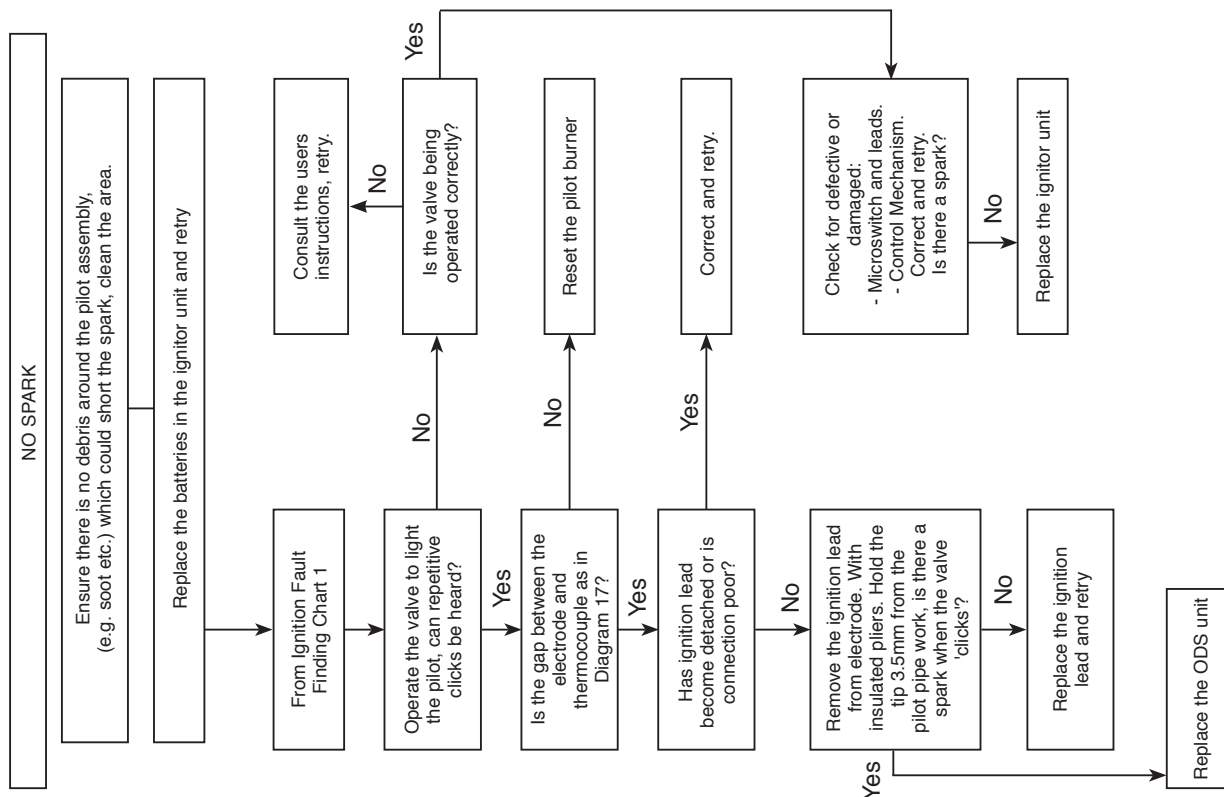 NO SPARK
Ensure there is no debris around the pilot assembly,
(e.g. soot etc.) which could short the spark, clean the area.
Replace the batteries in the ignitor unit and retry
From Ignition Fault
Finding Chart 1
Operate the valve to light
the pilot, can repetitive
clicks be heard?
No
Is the valve being
operated correctly?
No
Consult the users
instructions, retry.
Yes
Yes
Is the gap between the
electrode and
thermocouple as in
Diagram 17?
No
Reset the pilot burner
Yes
Has ignition lead
become detached or is
connection poor?
Yes
Correct and retry.
No
Remove the ignition lead
from electrode. With
insulated pliers. Hold the
tip 3.5mm from the
pilot pipe work, is there a
spark when the valve
'clicks'?
Check for defective or
damaged:
- Microswitch and leads.
- Control Mechanism.
Correct and retry.
Is there a spark?
No
Replace the ignitor unit
No
Replace the ignition
lead and retry
Yes
Replace the ODS unit